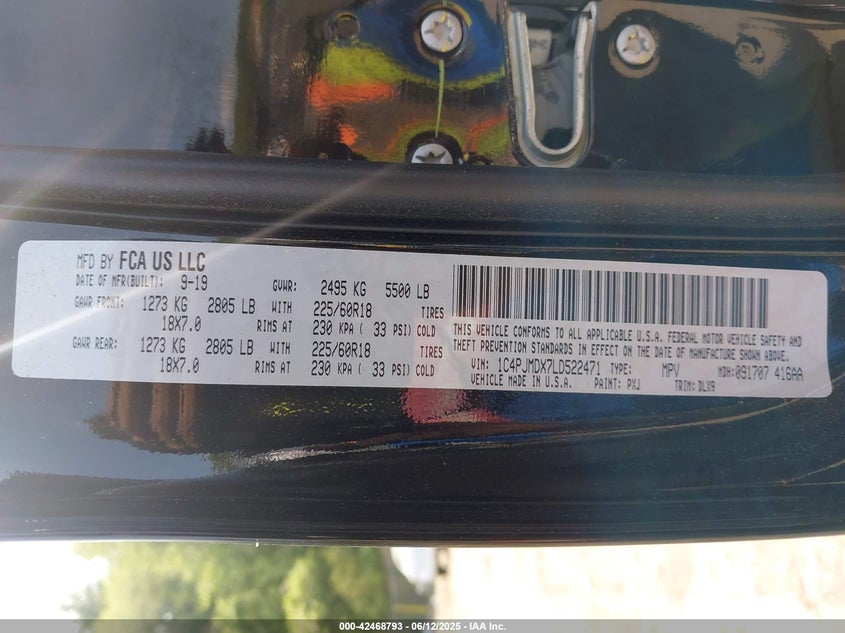 MFD BY FCA US LLC
DATE OF MFR(BUILT): 9-19 GVWR: 2495 KG 5500 LB
GAWR FRONT: 1273 KG 2805 LB WITH 225/60R18 TIRES
18X7.0 RIMS AT 230 KPA ( 33 PSI) COLD
GAWR REAR: 1273 KG 2805 LB WITH 225/60R18 TIRES
18X7.0 RIMS AT 230 KPA ( 33 PSI) COLD
THIS VEHICLE CONFORMS TO ALL APPLICABLE U.S.A. FEDERAL MOTOR VEHICLE SAFETY AND
THEFT PREVENTION STANDARDS IN EFFECT ON THE DATE OF MANUFACTURE SHOWN ABOVE.
VIN: 1C4PJMDX7LD522471 TYPE: MPV MDH:091707 416AA
VEHICLE MADE IN U.S.A. PAINT: PXJ TRIM: DLX9
000-42468793 - 06/12/2025 - IAA Inc.